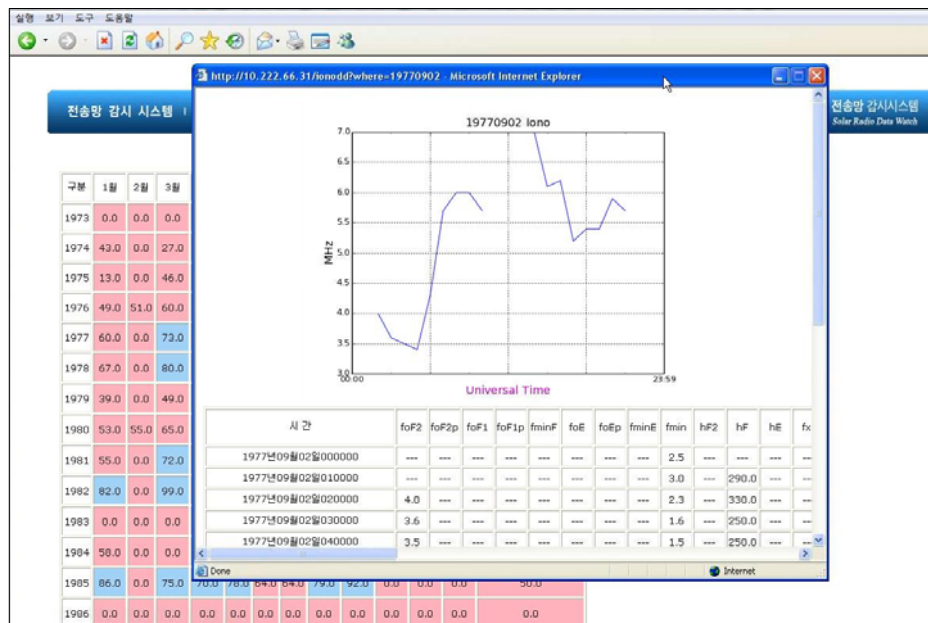 실행 보기 도구 도움말
http://10.222.66.31/ionodd?where=19770902 - Microsoft Internet Explorer
전송망 감시 시스템 |
전송망 감시시스템
Solar Radio Data Watch
19770902 Iono
7.0
6.5
6.0
5.5
5.0
4.5
4.0
3.5
3.0
MHz
00:00 23:59
Universal Time
시 간 foF2 foF2p foF1 foF1p fminF foE foEp fminE fmin hF2 hF hE fx
1977년09월02일000000 --- --- --- --- --- --- --- --- 2.5 --- --- --- ---
1977년09월02일010000 --- --- --- --- --- --- --- --- 3.0 --- 290.0 --- ---
1977년09월02일020000 4.0 --- --- --- --- --- --- --- 2.3 --- 330.0 --- ---
1977년09월02일030000 3.6 --- --- --- --- --- --- --- 1.6 --- 250.0 --- ---
1977년09월02일040000 3.5 --- --- --- --- --- --- --- 1.5 --- 250.0 --- ---
Done Internet
구분 1월 2월 3월
1973 0.0 0.0 0.0
1974 43.0 0.0 27.0
1975 13.0 0.0 46.0
1976 49.0 51.0 60.0
1977 60.0 0.0 73.0
1978 67.0 0.0 80.0
1979 39.0 0.0 49.0
1980 53.0 55.0 65.0
1981 55.0 0.0 72.0
1982 82.0 0.0 99.0
1983 0.0 0.0 0.0
1984 58.0 0.0 0.0
1985 86.0 0.0 75.0 70.0 78.0 64.0 64.0 79.0 92.0 0.0 0.0 0.0 50.0
1986 0.0 0.0 0.0 0.0 0.0 0.0 0.0 0.0 0.0 0.0 0.0 0.0 0.0